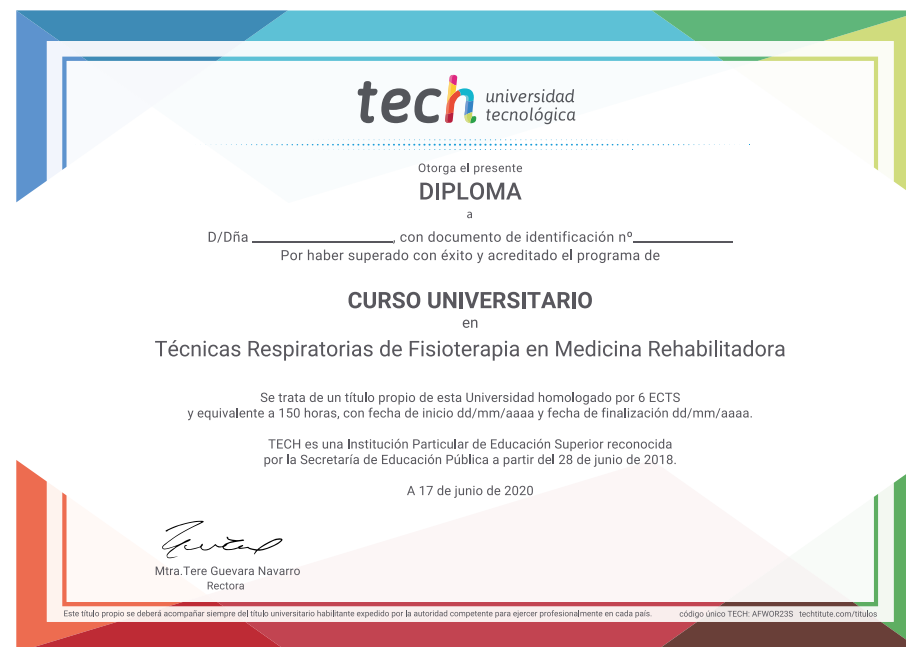 tech universidad
tecnológica
Otorga el presente
DIPLOMA
a
D/Dña ____________________, con documento de identificación nº______________
Por haber superado con éxito y acreditado el programa de
CURSO UNIVERSITARIO
en
Técnicas Respiratorias de Fisioterapia en Medicina Rehabilitadora
Se trata de un título propio de esta Universidad homologado por 6 ECTS
y equivalente a 150 horas, con fecha de inicio dd/mm/aaaa y fecha de finalización dd/mm/aaaa.
TECH es una Institución Particular de Educación Superior reconocida
por la Secretaría de Educación Pública a partir del 28 de junio de 2018.
A 17 de junio de 2020
Mtra.Tere Guevara Navarro
Rectora
Este título propio se deberá acompañar siempre del título universitario habilitante expedido por la autoridad competente para ejercer profesionalmente en cada país. código único TECH: AFWOR23S techtitute.com/titulos